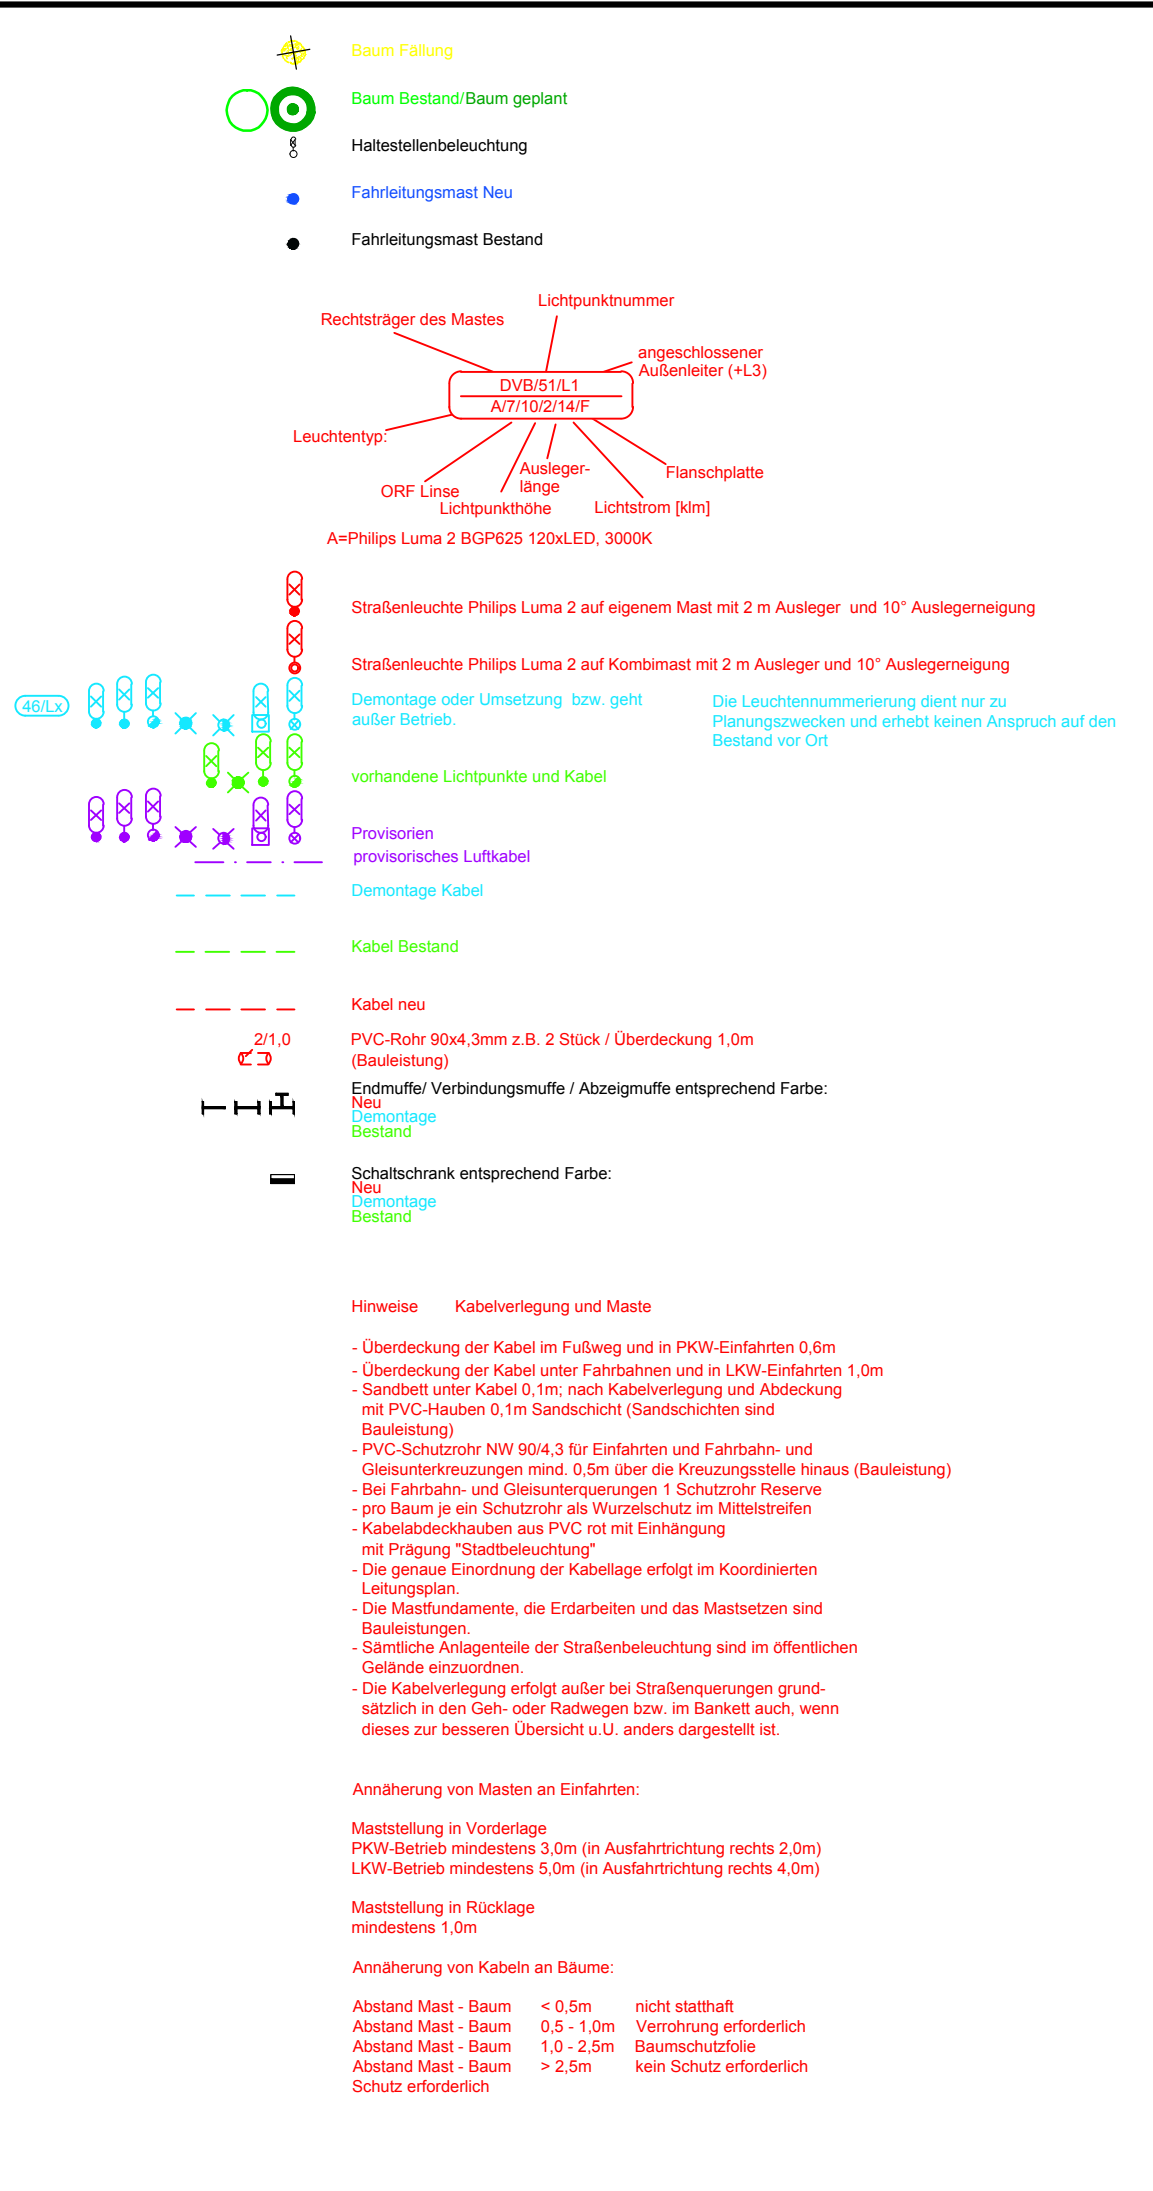 Baum Fällung
Baum Bestand/Baum geplant
Haltestellenbeleuchtung
Fahrleitungsmast Neu
Fahrleitungsmast Bestand
Lichtpunktnummer
Rechtsträger des Mastes
angeschlossener
Außenleiter (+L3)
DVB/51/L1
A/7/10/2/14/F
Leuchtentyp:
Ausleger-
länge
Flanschplatte
ORF Linse
Lichtpunkthöhe
Lichtstrom [klm]
A=Philips Luma 2 BGP625 120xLED, 3000K
Straßenleuchte Philips Luma 2 auf eigenem Mast mit 2 m Ausleger und 10° Auslegerneigung
Straßenleuchte Philips Luma 2 auf Kombimast mit 2 m Ausleger und 10° Auslegerneigung
46/Lx
Demontage oder Umsetzung bzw. geht
außer Betrieb.
Die Leuchtennummerierung dient nur zu
Planungszwecken und erhebt keinen Anspruch auf den
Bestand vor Ort
vorhandene Lichtpunkte und Kabel
Provisorien
provisorisches Luftkabel
Demontage Kabel
Kabel Bestand
Kabel neu
2/1,0
PVC-Rohr 90x4,3mm z.B. 2 Stück / Überdeckung 1,0m
(Bauleistung)
Endmuffe/ Verbindungsmuffe / Abzeigmuffe entsprechend Farbe:
Neu
Demontage
Bestand
Schaltschrank entsprechend Farbe:
Neu
Demontage
Bestand
Hinweise Kabelverlegung und Maste
- Überdeckung der Kabel im Fußweg und in PKW-Einfahrten 0,6m
- Überdeckung der Kabel unter Fahrbahnen und in LKW-Einfahrten 1,0m
- Sandbett unter Kabel 0,1m; nach Kabelverlegung und Abdeckung
mit PVC-Hauben 0,1m Sandschicht (Sandschichten sind
Bauleistung)
- PVC-Schutzrohr NW 90/4,3 für Einfahrten und Fahrbahn- und
Gleisunterkreuzungen mind. 0,5m über die Kreuzungsstelle hinaus (Bauleistung)
- Bei Fahrbahn- und Gleisunterquerungen 1 Schutzrohr Reserve
- pro Baum je ein Schutzrohr als Wurzelschutz im Mittelstreifen
- Kabelabdeckhauben aus PVC rot mit Einhängung
mit Prägung "Stadtbeleuchtung"
- Die genaue Einordnung der Kabellage erfolgt im Koordinierten
Leitungsplan.
- Die Mastfundamente, die Erdarbeiten und das Mastsetzen sind
Bauleistungen.
- Sämtliche Anlagenteile der Straßenbeleuchtung sind im öffentlichen
Gelände einzuordnen.
- Die Kabelverlegung erfolgt außer bei Straßenquerungen grund-
sätzlich in den Geh- oder Radwegen bzw. im Bankett auch, wenn
dieses zur besseren Übersicht u.U. anders dargestellt ist.
Annäherung von Masten an Einfahrten:
Maststellung in Vorderlage
PKW-Betrieb mindestens 3,0m (in Ausfahrtrichtung rechts 2,0m)
LKW-Betrieb mindestens 5,0m (in Ausfahrtrichtung rechts 4,0m)
Maststellung in Rücklage
mindestens 1,0m
Annäherung von Kabeln an Bäume:
Abstand Mast - Baum < 0,5m nicht statthaft
Abstand Mast - Baum 0,5 - 1,0m Verrohrung erforderlich
Abstand Mast - Baum 1,0 - 2,5m Baumschutzfolie
Abstand Mast - Baum > 2,5m kein Schutz erforderlich
Schutz erforderlich